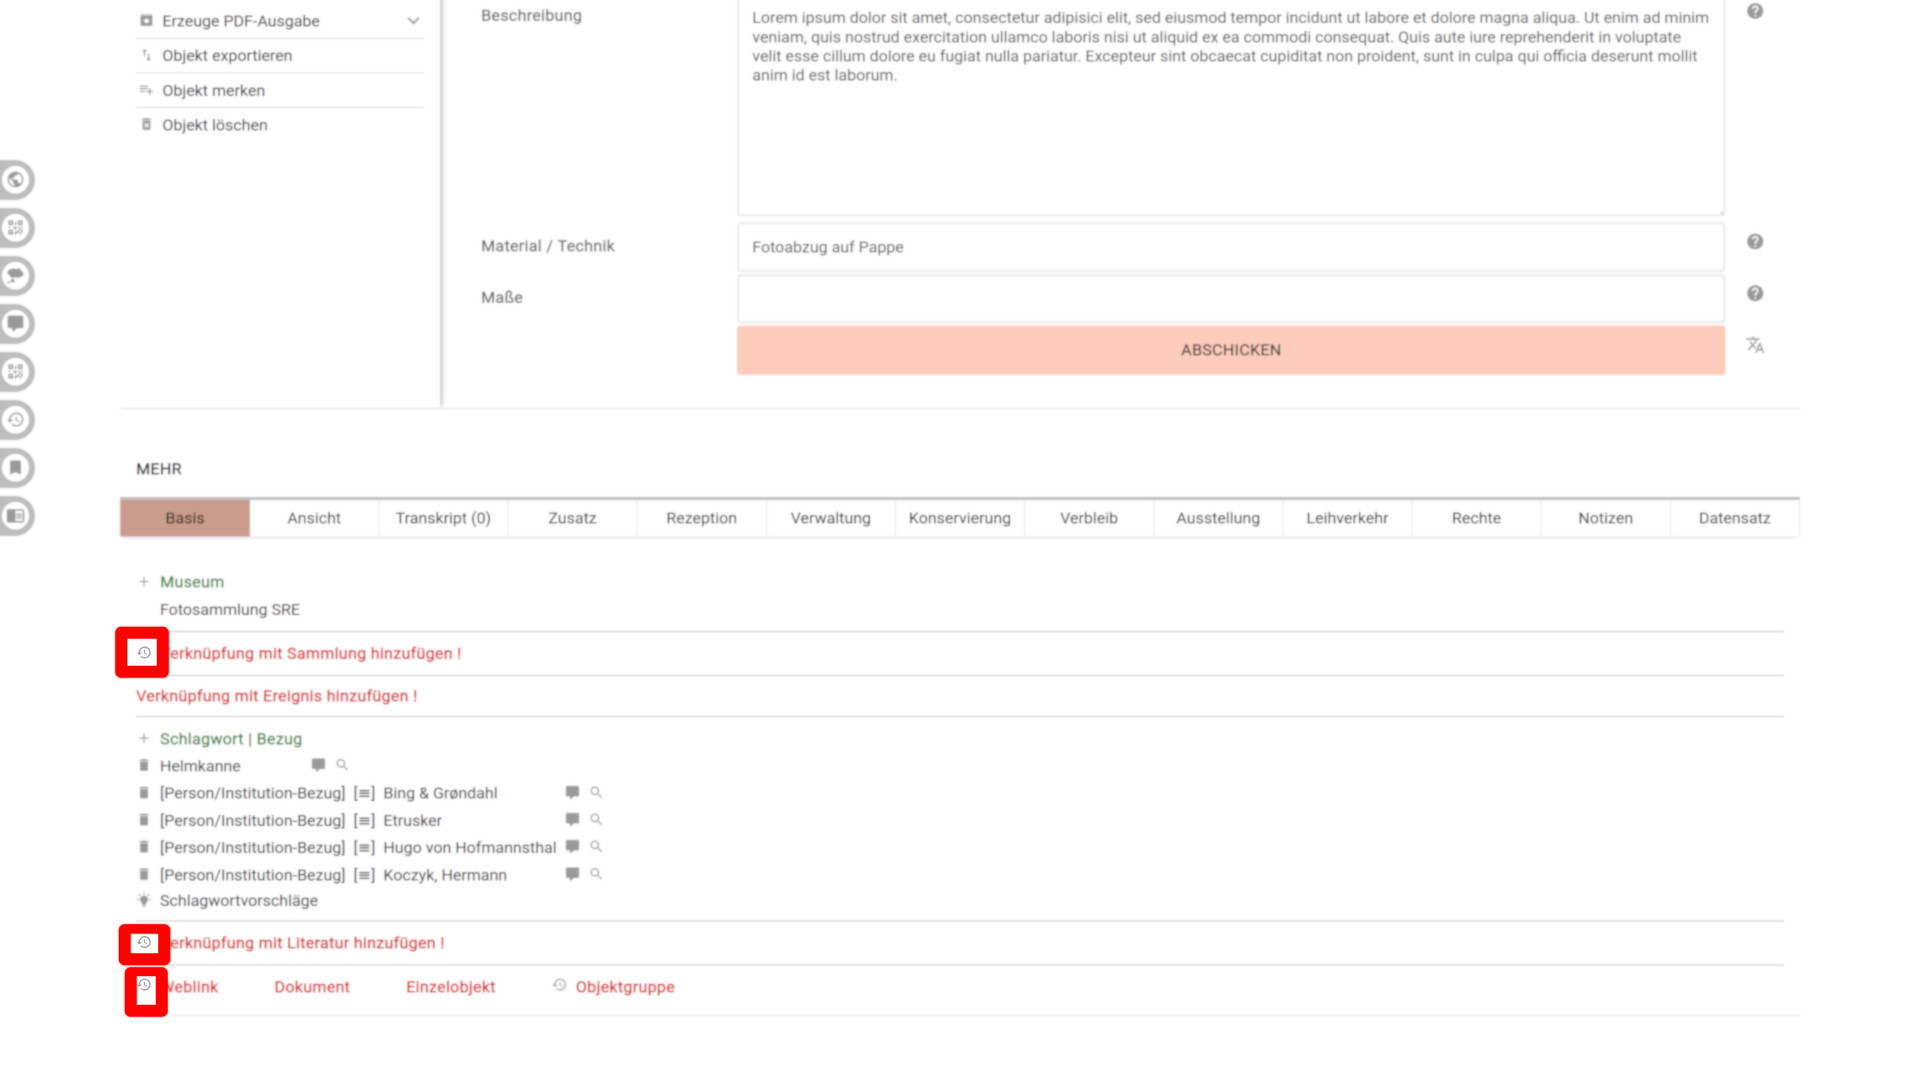 Erzeuge PDF-Ausgabe
Objekt exportieren
Objekt merken
Objekt löschen
Beschreibung
Lorem ipsum dolor sit amet, consectetur adipisici elit, sed eiusmod tempor incidunt ut labore et dolore magna aliqua. Ut enim ad minim
veniam, quis nostrud exercitation ullamco laboris nisi ut aliquid ex ea commodi consequat. Quis aute iure reprehenderit in voluptate
velit esse cillum dolore eu fugiat nulla pariatur. Excepteur sint obcaecat cupiditat non proident, sunt in culpa qui officia deserunt mollit
anim id est laborum.
Material / Technik
Fotoabzug auf Pappe
Maße
ABSCHICKEN
MEHR
Basis Ansicht Transkript (0) Zusatz Rezeption Verwaltung Konservierung Verbleib Ausstellung Leihverkehr Rechte Notizen Datensatz
+ Museum
Fotosammlung SRE
erknüpfung mit Sammlung hinzufügen !
Verknüpfung mit Ereignis hinzufügen !
+ Schlagwort | Bezug
Helmkanne
[Person/Institution-Bezug] [≡] Bing & Grøndahl
[Person/Institution-Bezug] [≡] Etrusker
[Person/Institution-Bezug] [≡] Hugo von Hofmannsthal
[Person/Institution-Bezug] [≡] Koczyk, Hermann
Schlagwortvorschläge
erknüpfung mit Literatur hinzufügen !
Weblink Dokument Einzelobjekt Objektgruppe